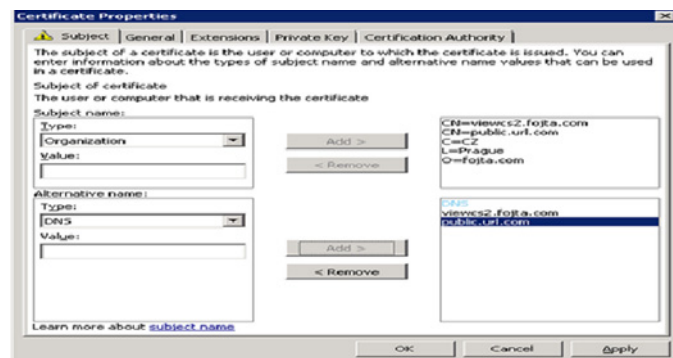 Certificate Properties
Subject General Extensions Private Key Certification Authority
The subject of a certificate is the user or computer to which the certificate is issued. You can
enter information about the types of subject name and alternative name values that can be used
in a certificate.
Subject of certificate
The user or computer that is receiving the certificate
Subject name:
Type:
Organization
Value:
Add >
< Remove
CN=viewcs2.fojta.com
CN=public.url.com
C=CZ
L=Prague
O=fojta.com
Alternative name:
Type:
DNS
Value:
Add >
< Remove
DNS
viewcs2.fojta.com
public.url.com
Learn more about subject name
OK Cancel Apply